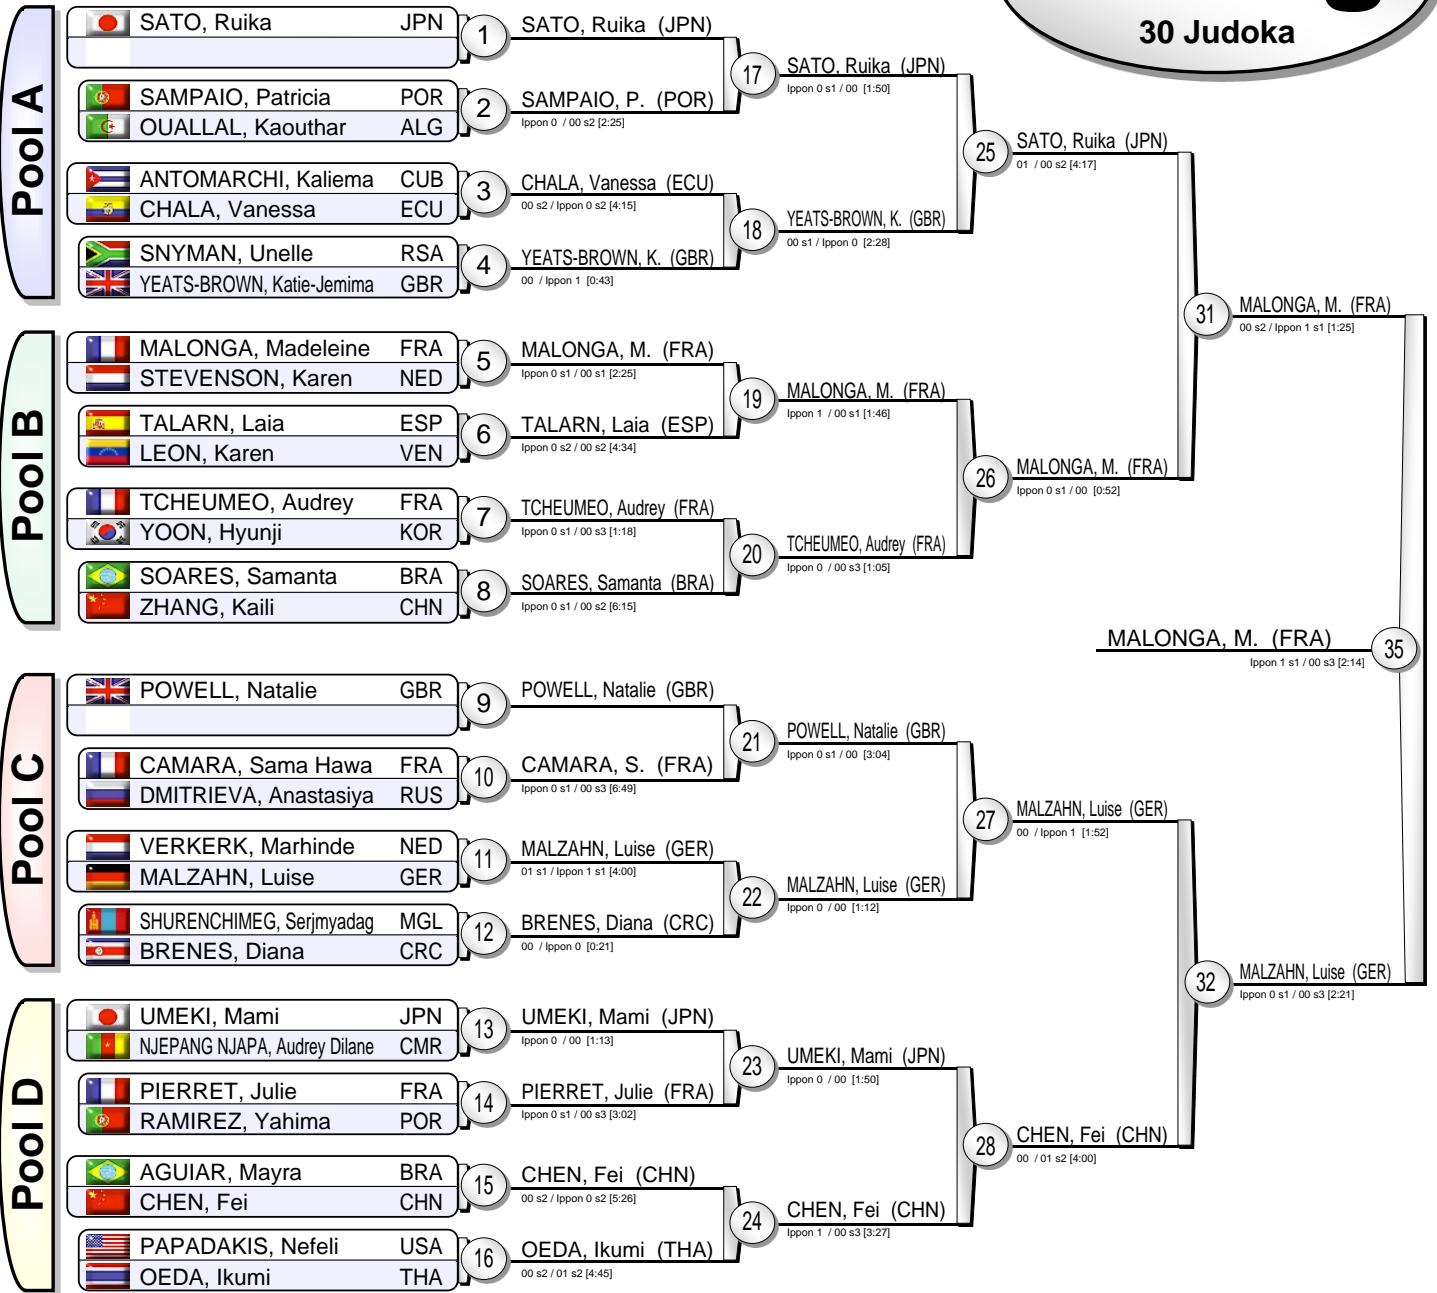 30 Judoka
Pool A
SATO, Ruika JPN
SAMPAIO, Patricia POR
OUALLAL, Kaouthar ALG
ANTOMARCHI, Kaliema CUB
CHALA, Vanessa ECU
SNYMAN, Unelle RSA
YEATS-BROWN, Katie-Jemima GBR
Pool B
MALONGA, Madeleine FRA
STEVENSON, Karen NED
TALARN, Laia ESP
LEON, Karen VEN
TCHEUMEO, Audrey FRA
YOON, Hyunji KOR
SOARES, Samanta BRA
ZHANG, Kaili CHN
Pool C
POWELL, Natalie GBR
CAMARA, Sama Hawa FRA
DMITRIEVA, Anastasiya RUS
VERKERK, Marhinde NED
MALZAHN, Luise GER
SHURENCHIMEG, Serjmyadag MGL
BRENES, Diana CRC
Pool D
UMEKI, Mami JPN
NJEPANG NJAPA, Audrey Dilane CMR
PIERRET, Julie FRA
RAMIREZ, Yahima POR
AGUIAR, Mayra BRA
CHEN, Fei CHN
PAPADAKIS, Nefeli USA
OEDA, Ikumi THA
1 SATO, Ruika (JPN)
2 SAMPAIO, P. (POR)
Ippon 0 / 00 s2 [2:25]
3 CHALA, Vanessa (ECU)
00 s2 / Ippon 0 s2 [4:15]
4 YEATS-BROWN, K. (GBR)
00 / Ippon 1 [0:43]
5 MALONGA, M. (FRA)
Ippon 0 s1 / 00 s1 [2:25]
6 TALARN, Laia (ESP)
Ippon 0 s2 / 00 s2 [4:34]
7 TCHEUMEO, Audrey (FRA)
Ippon 0 s1 / 00 s3 [1:18]
8 SOARES, Samanta (BRA)
Ippon 0 s1 / 00 s2 [6:15]
9 POWELL, Natalie (GBR)
10 CAMARA, S. (FRA)
Ippon 0 s1 / 00 s3 [6:49]
11 MALZAHN, Luise (GER)
01 s1 / Ippon 1 s1 [4:00]
12 BRENES, Diana (CRC)
00 / Ippon 0 [0:21]
13 UMEKI, Mami (JPN)
Ippon 0 / 00 [1:13]
14 PIERRET, Julie (FRA)
Ippon 0 s1 / 00 s3 [3:02]
15 CHEN, Fei (CHN)
00 s2 / Ippon 0 s2 [5:26]
16 OEDA, Ikumi (THA)
00 s2 / 01 s2 [4:45]
17 SATO, Ruika (JPN)
Ippon 0 s1 / 00 [1:50]
18 YEATS-BROWN, K. (GBR)
00 s1 / Ippon 0 [2:28]
19 MALONGA, M. (FRA)
Ippon 1 / 00 s1 [1:46]
20 TCHEUMEO, Audrey (FRA)
Ippon 0 / 00 s3 [1:05]
21 POWELL, Natalie (GBR)
Ippon 0 s1 / 00 [3:04]
22 MALZAHN, Luise (GER)
Ippon 0 / 00 [1:12]
23 UMEKI, Mami (JPN)
Ippon 0 / 00 [1:50]
24 CHEN, Fei (CHN)
Ippon 1 / 00 s3 [3:27]
25 SATO, Ruika (JPN)
01 / 00 s2 [4:17]
26 MALONGA, M. (FRA)
Ippon 0 s1 / 00 [0:52]
27 MALZAHN, Luise (GER)
00 / Ippon 1 [1:52]
28 CHEN, Fei (CHN)
00 / 01 s2 [4:00]
31 MALONGA, M. (FRA)
00 s2 / Ippon 1 s1 [1:25]
32 MALZAHN, Luise (GER)
Ippon 0 s1 / 00 s3 [2:21]
MALONGA, M. (FRA) 35
Ippon 1 s1 / 00 s3 [2:14]